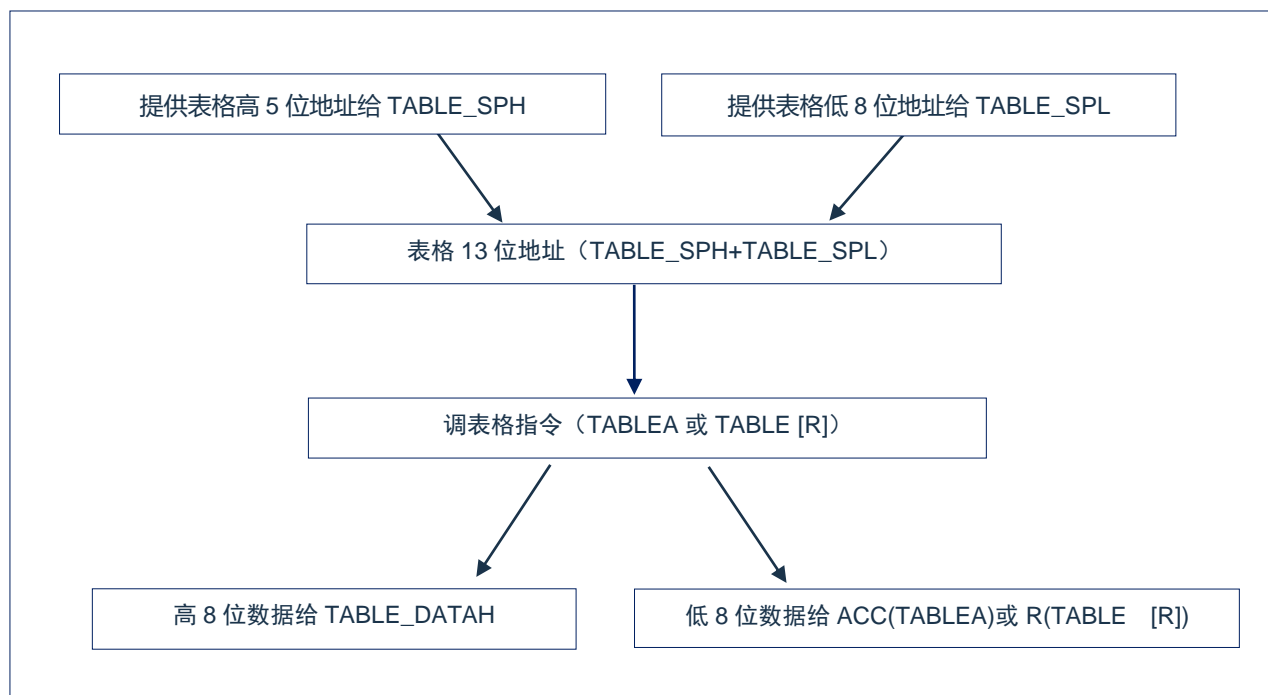 提供表格高 5 位地址给 TABLE_SPH
提供表格低 8 位地址给 TABLE_SPL
表格 13 位地址（TABLE_SPH+TABLE_SPL）
调表格指令（TABLEA 或 TABLE [R]）
高 8 位数据给 TABLE_DATAH
低 8 位数据给 ACC(TABLEA)或 R(TABLE [R])